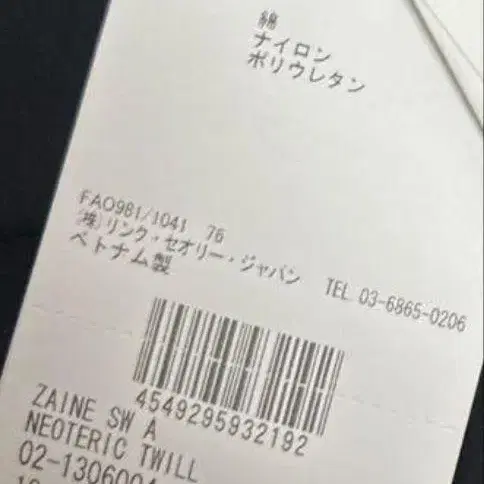 綿
ナイロン
ポリウレタン
FA0981/1041 76
(株)リンク・セオリー・ジャパン TEL 03-6865-0206
ベトナム製
4549295932192
ZAINE SW A
NEOTERIC TWILL